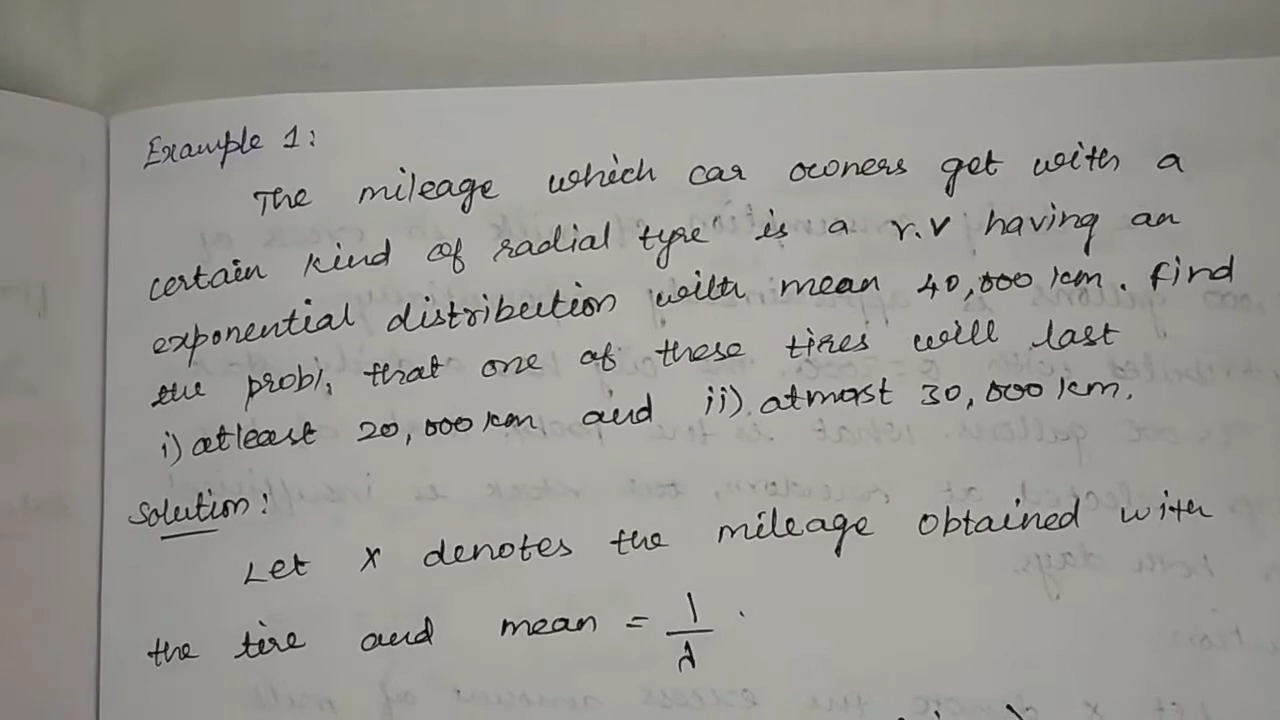 Example 1:
The mileage which car owners get with a
certain kind of radial tyre is a r.v having an
exponential distribution with mean 40,000 km. find
the prob/. that one of these tires will last
i) atleast 20,000 km and ii) atmost 30,000 km.
Solution:
Let X denotes the mileage obtained with
the tire and mean = 1/λ.